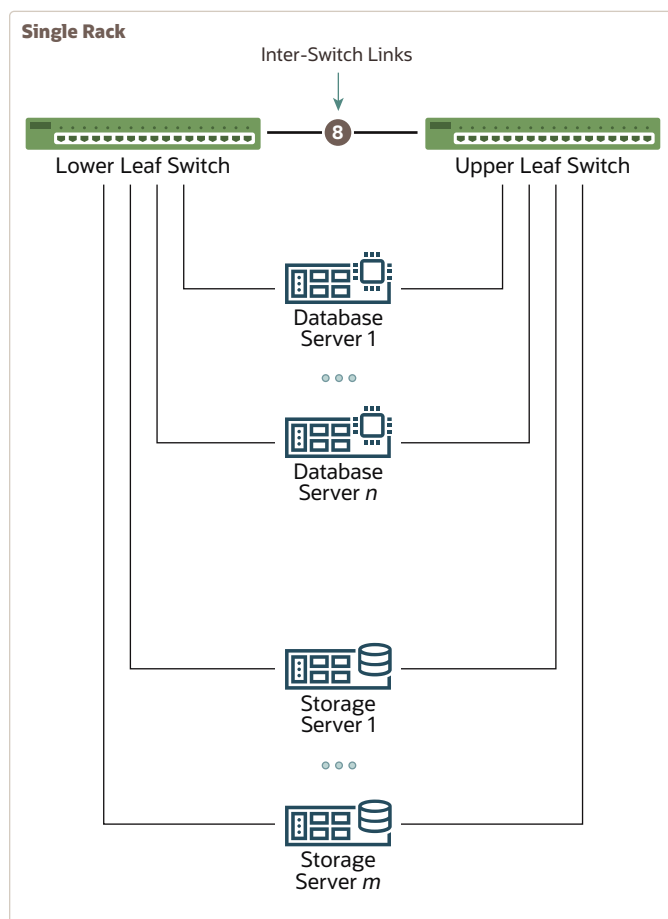 Single Rack
Inter-Switch Links
8
Lower Leaf Switch
Upper Leaf Switch
Database
Server 1
Database
Server n
Storage
Server 1
Storage
Server m